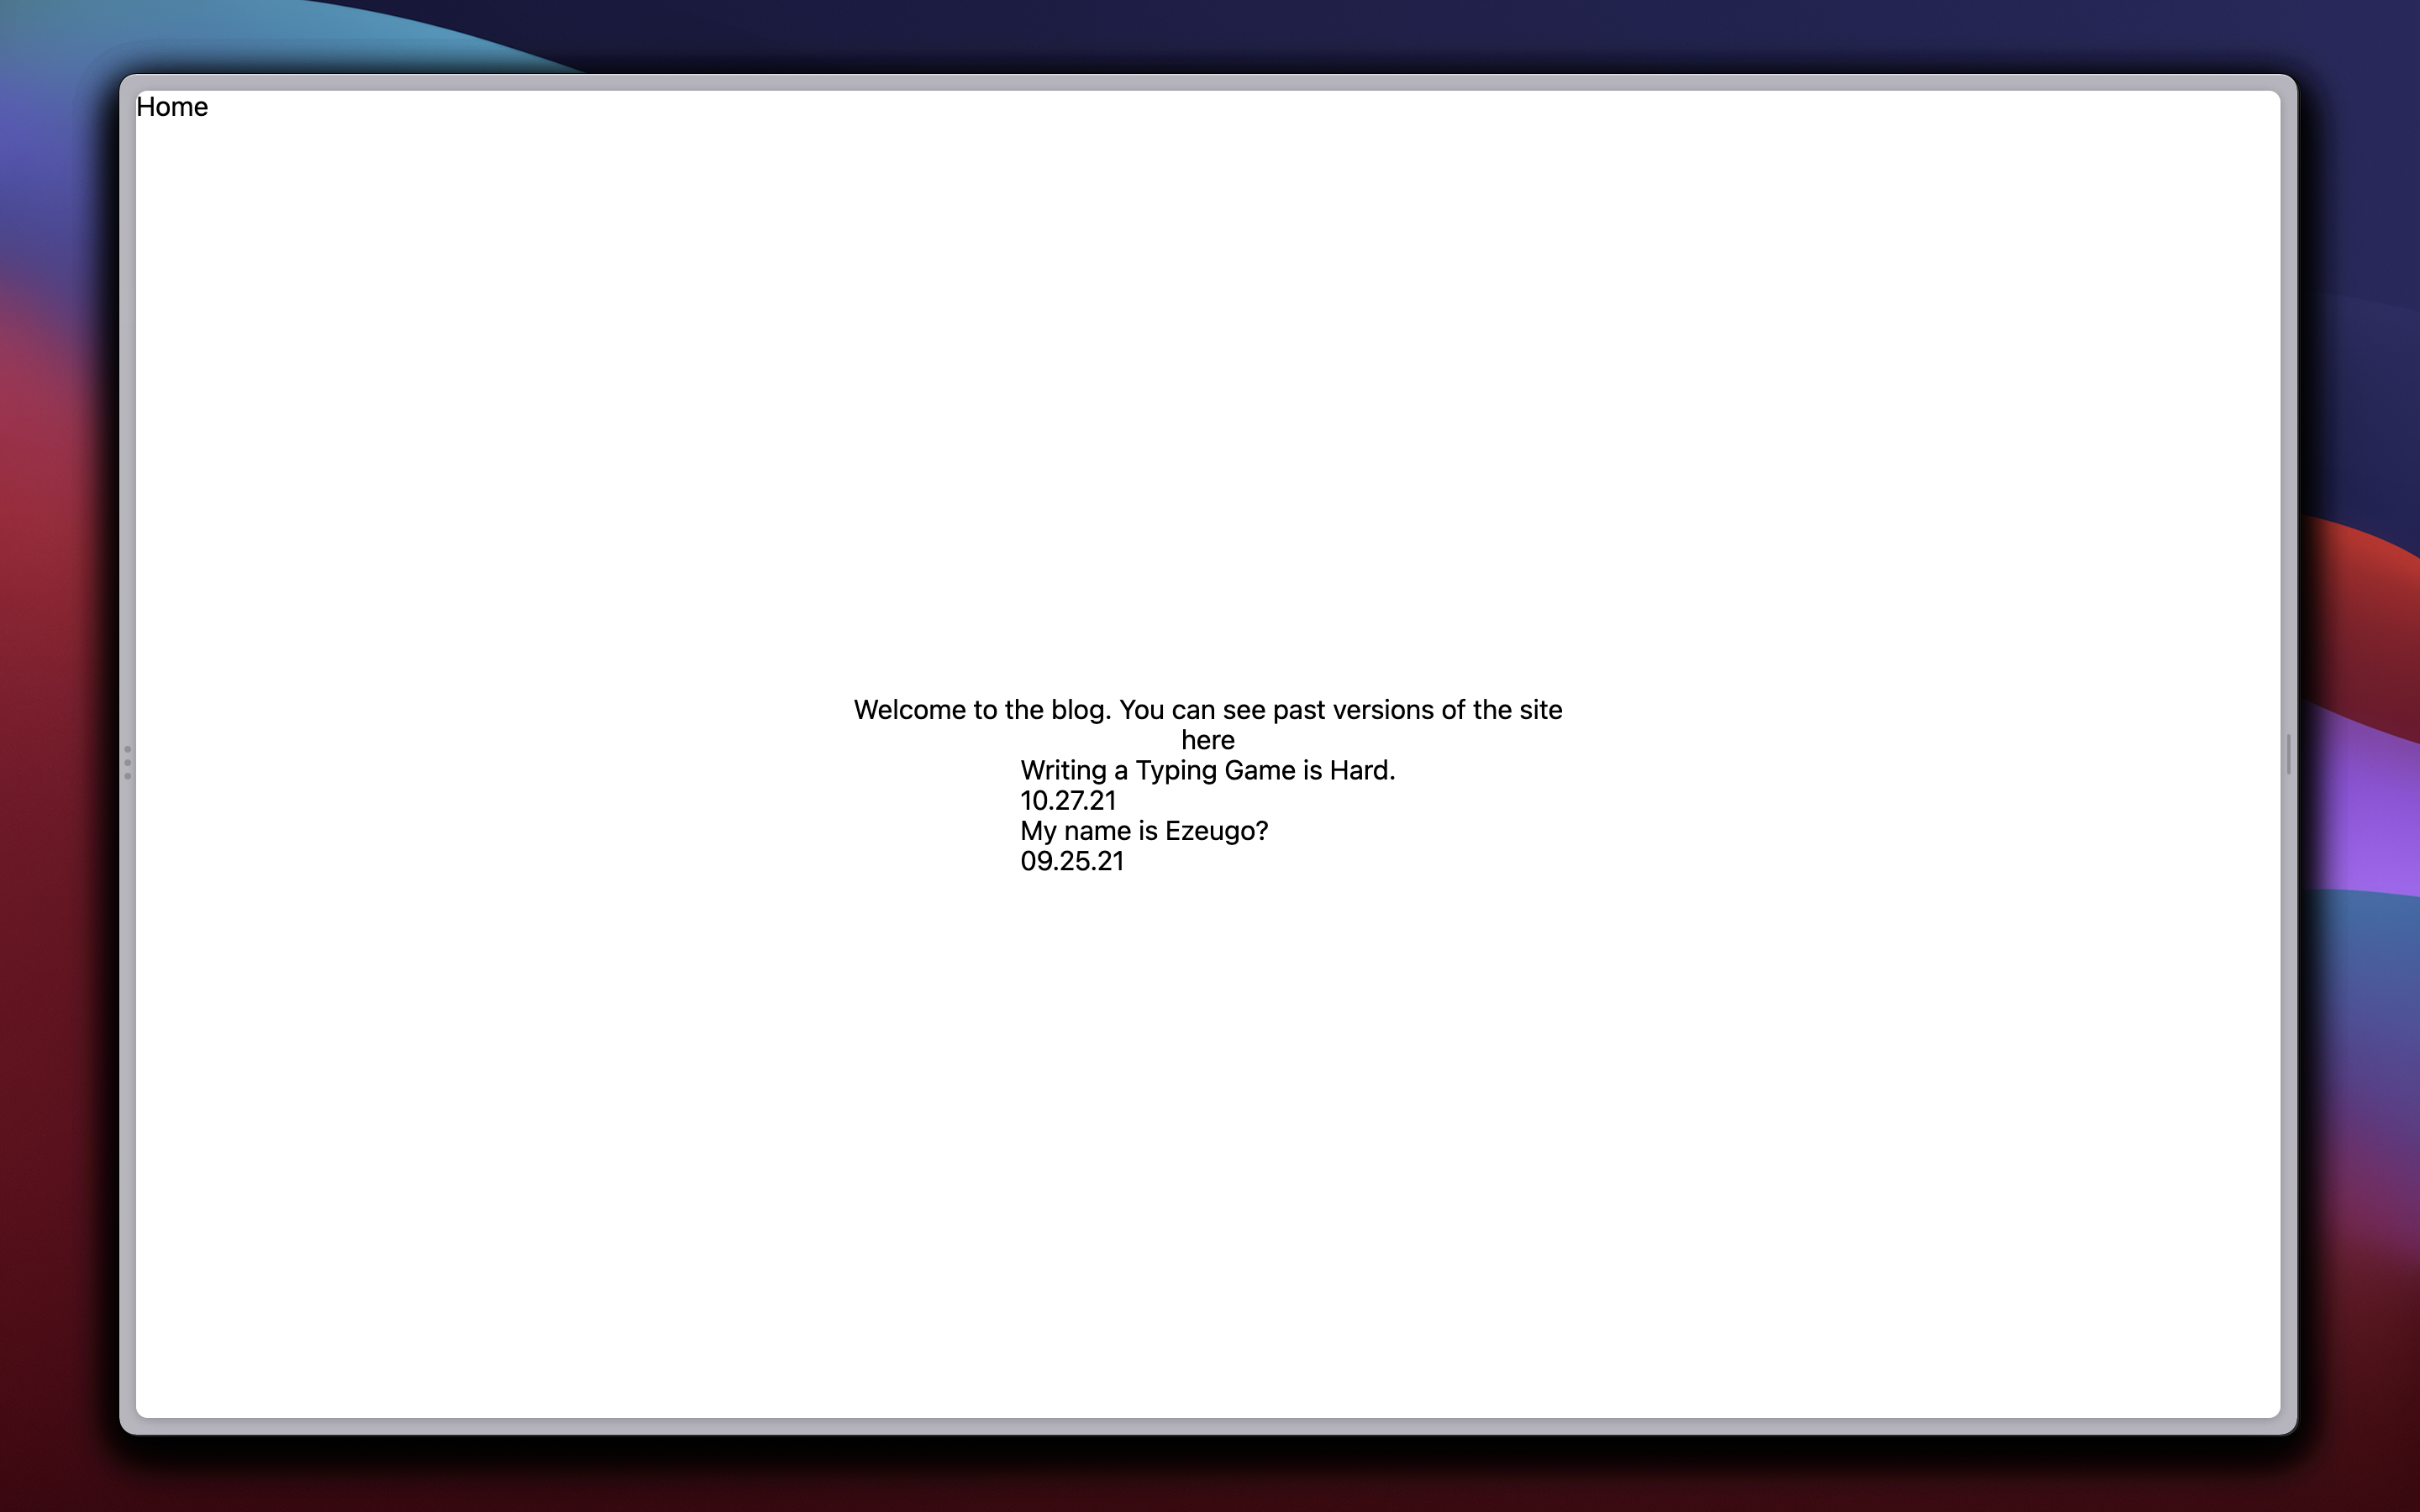 Home
Welcome to the blog. You can see past versions of the site
here
Writing a Typing Game is Hard.
10.27.21
My name is Ezeugo?
09.25.21